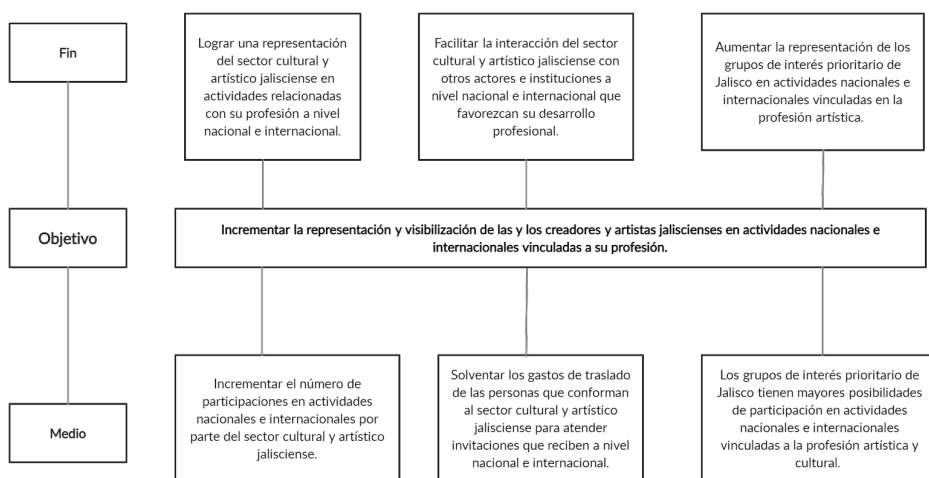 Fin
Lograr una representación
del sector cultural y
artístico jalisciense en
actividades relacionadas
con su profesión a nivel
nacional e internacional.
Facilitar la interacción del sector
cultural y artístico jalisciense con
otros actores e instituciones a
nivel nacional e internacional que
favorezcan su desarrollo
profesional.
Aumentar la representación de los
grupos de interés prioritario de
Jalisco en actividades nacionales e
internacionales vinculadas en la
profesión artística.
Objetivo
Incrementar la representación y visibilización de las y los creadores y artistas jaliscienses en actividades nacionales e
internacionales vinculadas a su profesión.
Medio
Incrementar el número de
participaciones en actividades
nacionales e internacionales por
parte del sector cultural y artístico
jalisciense.
Solventar los gastos de traslado
de las personas que conforman
al sector cultural y artístico
jalisciense para atender
invitaciones que reciben a nivel
nacional e internacional.
Los grupos de interés prioritario de
Jalisco tienen mayores posibilidades
de participación en actividades
nacionales e internacionales
vinculadas a la profesión artística y
cultural.